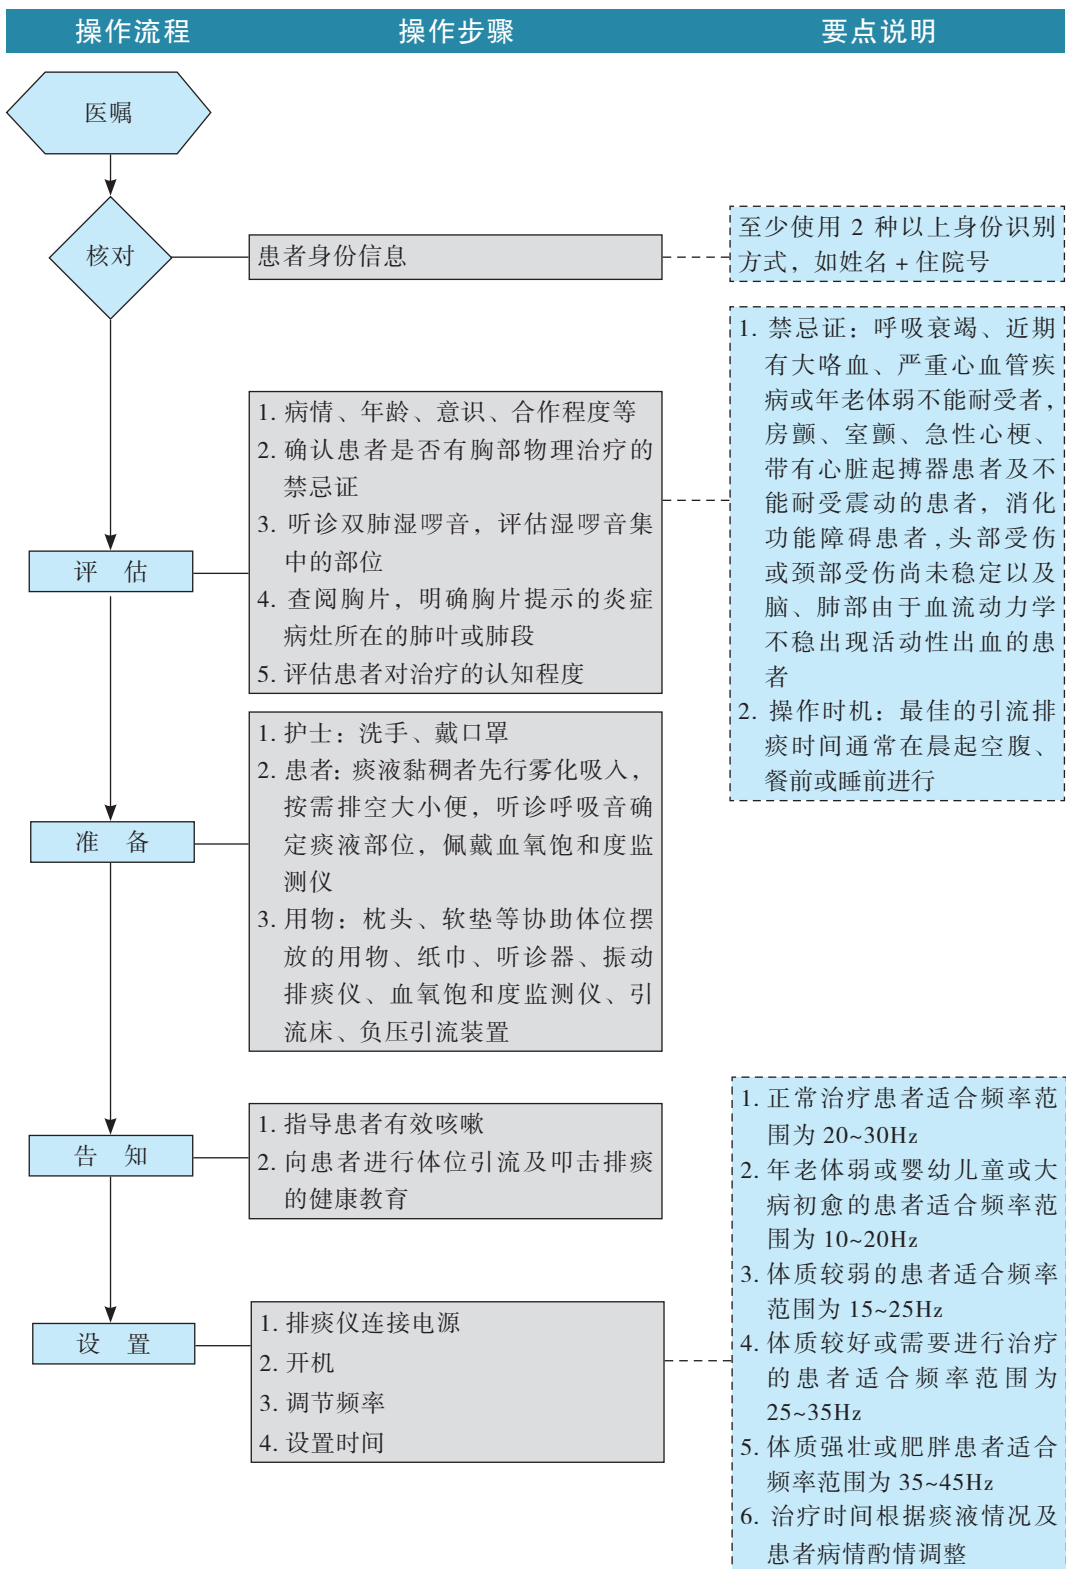 操作流程 操作步骤 要点说明
医嘱
核对
患者身份信息
至少使用 2 种以上身份识别
方式，如姓名 + 住院号
评 估
1. 病情、年龄、意识、合作程度等
2. 确认患者是否有胸部物理治疗的
禁忌证
3. 听诊双肺湿啰音，评估湿啰音集
中的部位
4. 查阅胸片，明确胸片提示的炎症
病灶所在的肺叶或肺段
5. 评估患者对治疗的认知程度
1. 禁忌证：呼吸衰竭、近期
有大咯血、严重心血管疾
病或年老体弱不能耐受者，
房颤、室颤、急性心梗、
带有心脏起搏器患者及不
能耐受震动的患者，消化
功能障碍患者，头部受伤
或颈部受伤尚未稳定以及
脑、肺部由于血流动力学
不稳出现活动性出血的患
者
2. 操作时机：最佳的引流排
痰时间通常在晨起空腹、
餐前或睡前进行
准 备
1. 护士：洗手、戴口罩
2. 患者：痰液黏稠者先行雾化吸入，
按需排空大小便，听诊呼吸音确
定痰液部位，佩戴血氧饱和度监
测仪
3. 用物：枕头、软垫等协助体位摆
放的用物、纸巾、听诊器、振动
排痰仪、血氧饱和度监测仪、引
流床、负压引流装置
告 知
1. 指导患者有效咳嗽
2. 向患者进行体位引流及叩击排痰
的健康教育
设 置
1. 排痰仪连接电源
2. 开机
3. 调节频率
4. 设置时间
1. 正常治疗患者适合频率范
围为 20~30Hz
2. 年老体弱或婴幼儿童或大
病初愈的患者适合频率范
围为 10~20Hz
3. 体质较弱的患者适合频率
范围为 15~25Hz
4. 体质较好或需要进行治疗
的患者适合频率范围为
25~35Hz
5. 体质强壮或肥胖患者适合
频率范围为 35~45Hz
6. 治疗时间根据痰液情况及
患者病情酌情调整